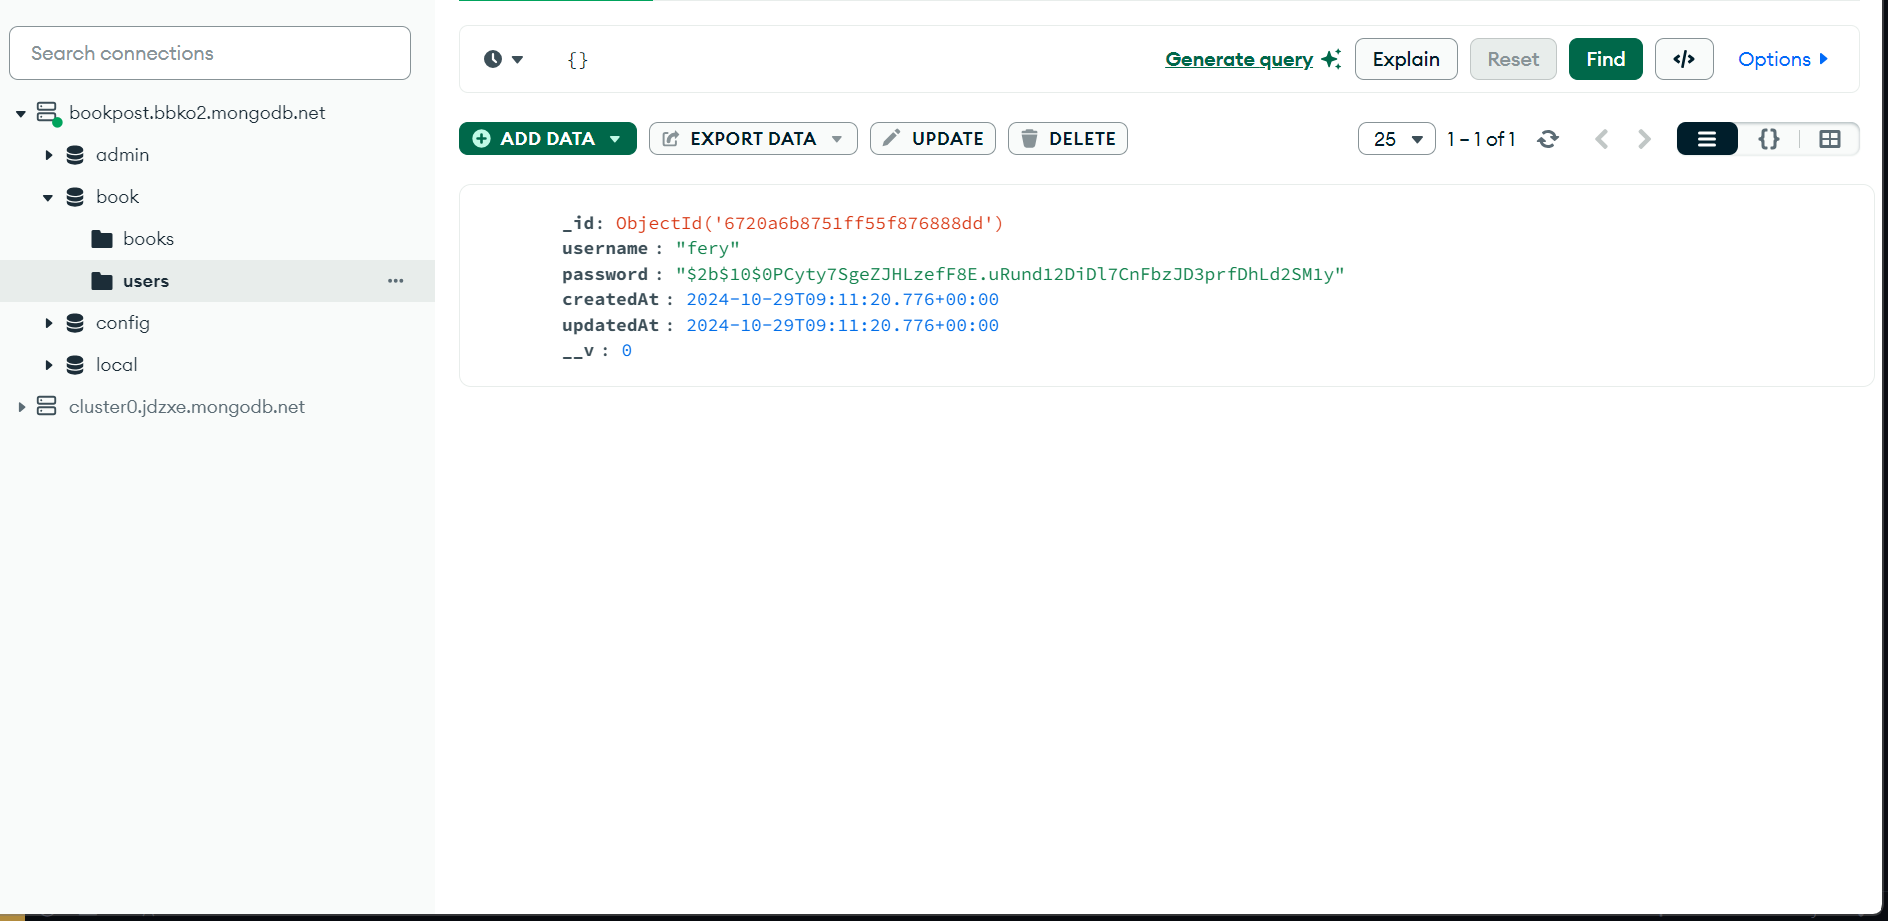 Search connections
bookpost.bbko2.mongodb.net
admin
book
books
users
config
local
cluster0.jdzxe.mongodb.net
{} Generate query Explain Reset Find </> Options
ADD DATA EXPORT DATA UPDATE DELETE 25 1 – 1 of 1 {}
_id: ObjectId('6720a6b8751ff55f876888dd')
username : "fery"
password : "$2b$10$0PCyty7SgeZJHLzefF8E.uRund12DiDl7CnFbzJD3prfDhLd2SM1y"
createdAt : 2024-10-29T09:11:20.776+00:00
updatedAt : 2024-10-29T09:11:20.776+00:00
__v : 0